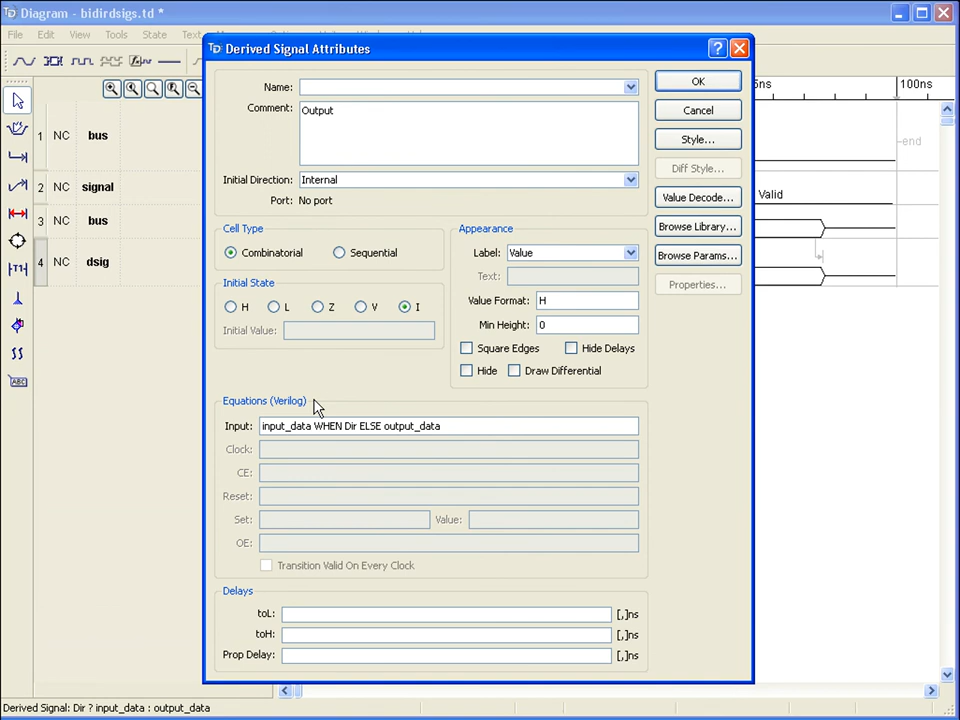 Diagram - bidirdsigs.td *
File Edit View Tools State Text
Derived Signal Attributes
Name:
Comment:
Output
Initial Direction:
Internal
Port: No port
OK
Cancel
Style...
Diff Style...
Value Decode...
Browse Library...
Browse Params...
Properties...
Cell Type
Combinatorial
Sequential
Initial State
H
L
Z
V
I
Initial Value:
Appearance
Label:
Value
Text:
Value Format:
H
Min Height:
0
Square Edges
Hide Delays
Hide
Draw Differential
Equations (Verilog)
Input:
input_data WHEN Dir ELSE output_data
Clock:
CE:
Reset:
Set:
Value:
OE:
Transition Valid On Every Clock
Delays
toL:
[,]ns
toH:
[,]ns
Prop Delay:
[,]ns
1 NC bus
2 NC signal
3 NC bus
4 NC dsig
100ns
end
Valid
Derived Signal: Dir ? input_data : output_data